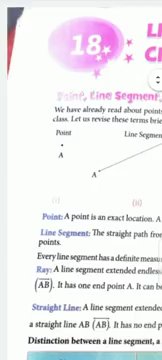 18
LI
Point, Line Segment,
We have already read about point
class. Let us revise these terms brie
Point
Line Segmen
A
A
(i)
(ii)
Point: A point is an exact location. A
Line Segment: The straight path fro
points.
Every line segment has a definite measu
Ray: A line segment extended endless
(AB). It has one end point A. It can b
Straight Line: A line segment extende
a straight line AB (AB). It has no end p
Distinction between a line segment, a